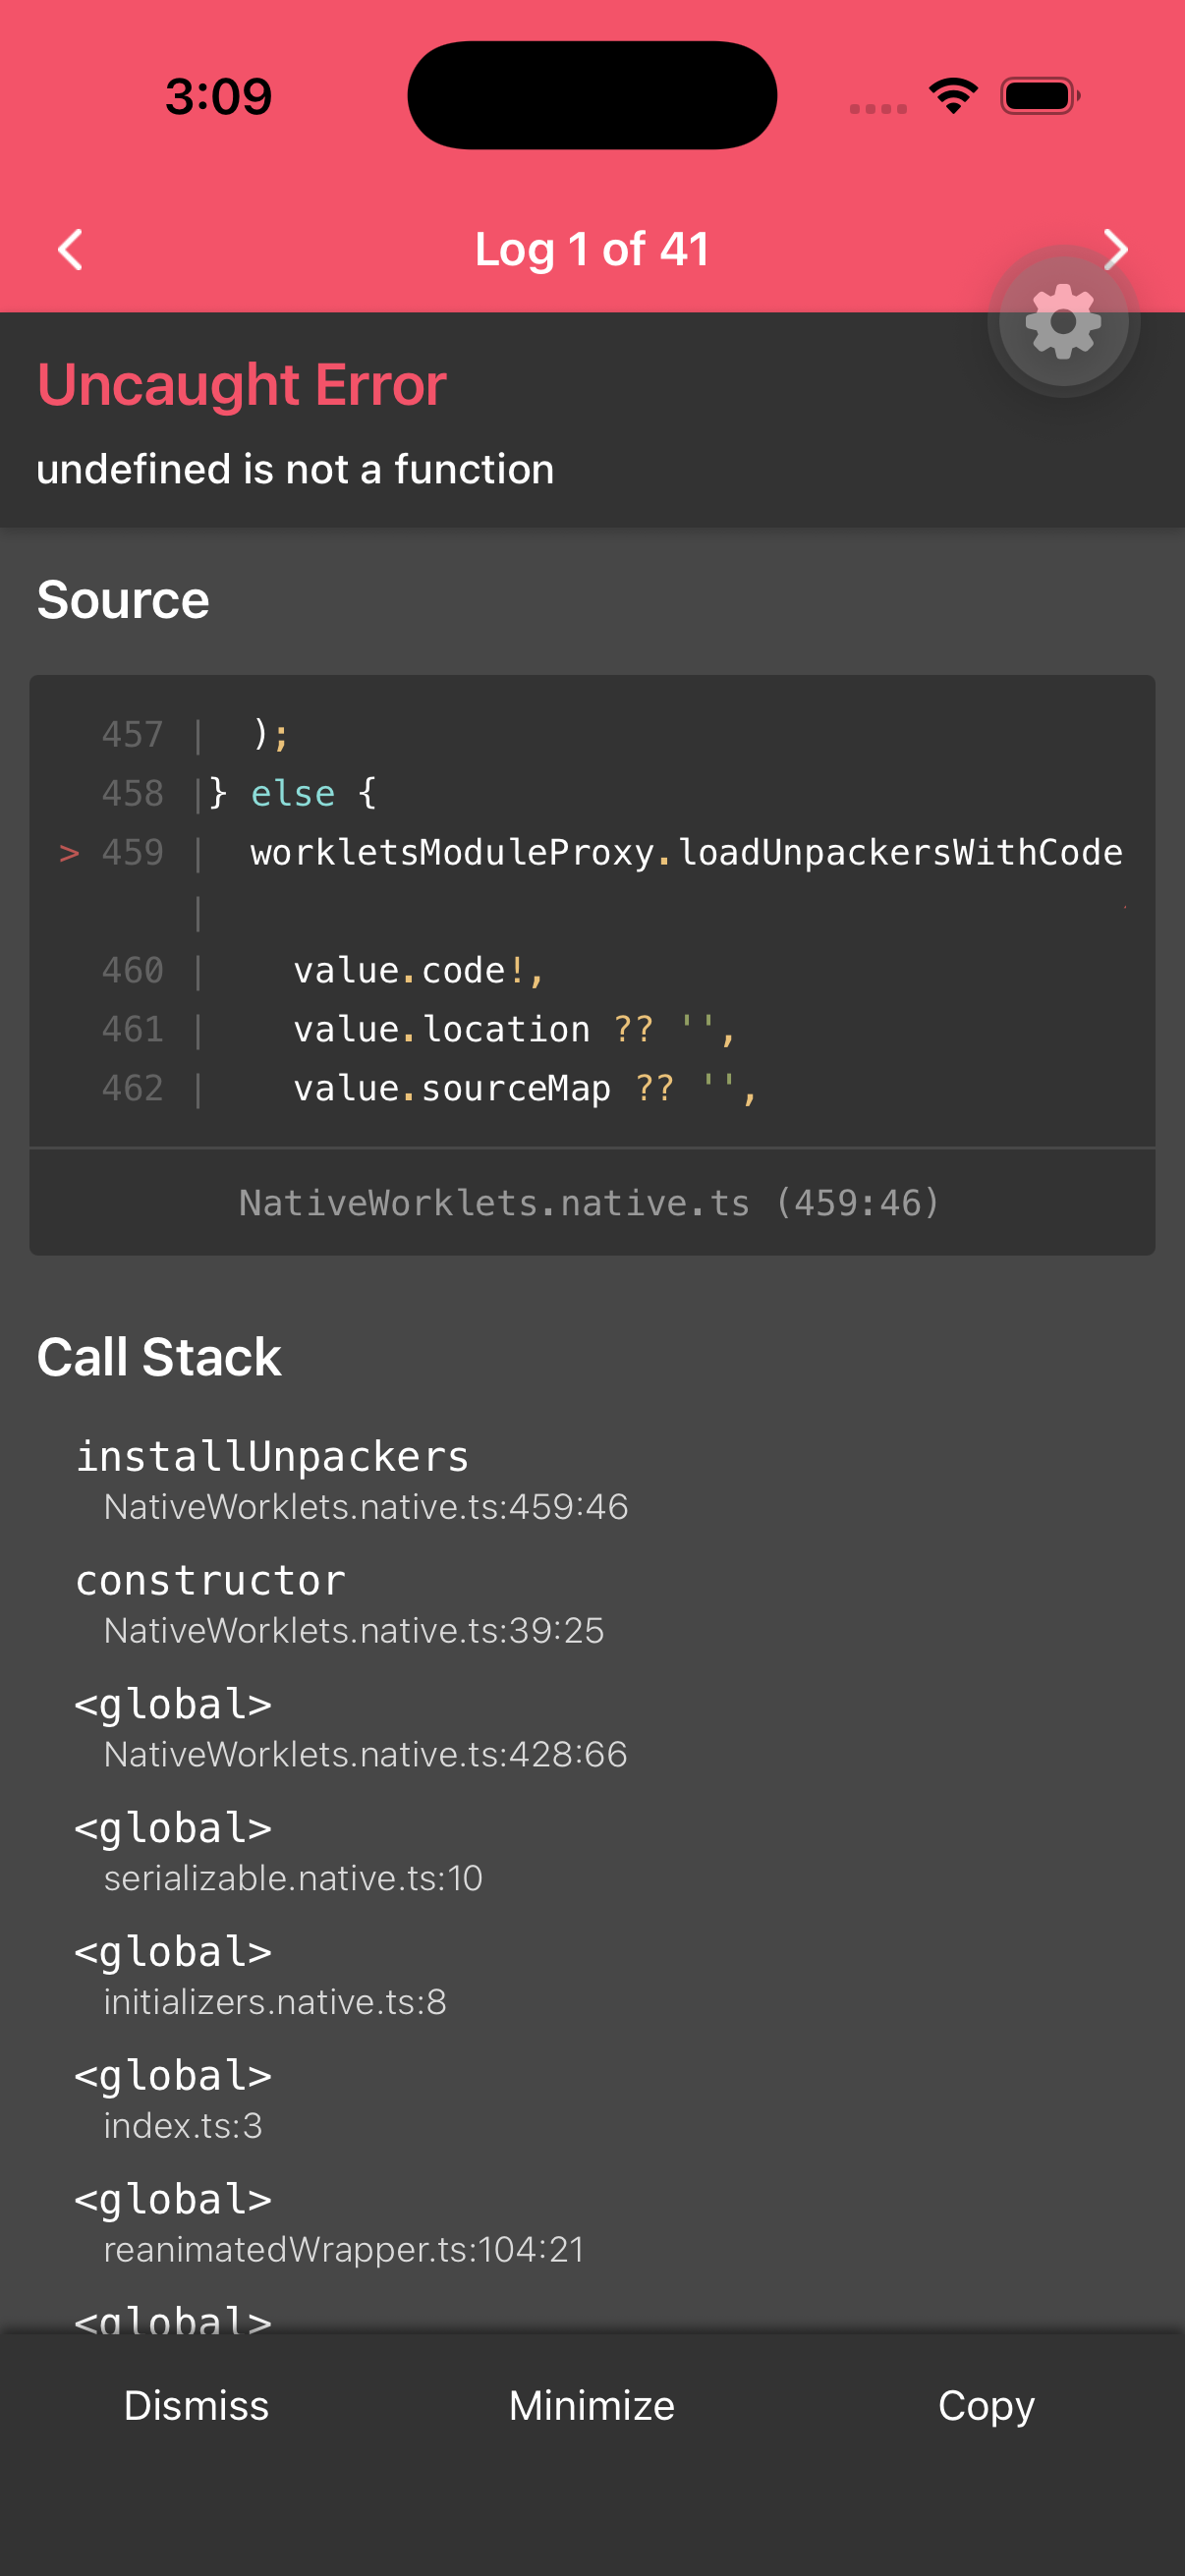 3:09
Log 1 of 41
Uncaught Error
undefined is not a function
Source
457 |  );
458 |} else {
> 459 |  workletsModuleProxy.loadUnpackersWithCode
|
460 |    value.code!,
461 |    value.location ?? '',
462 |    value.sourceMap ?? '',
NativeWorklets.native.ts (459:46)
Call Stack
installUnpackers
NativeWorklets.native.ts:459:46
constructor
NativeWorklets.native.ts:39:25
<global>
NativeWorklets.native.ts:428:66
<global>
serializable.native.ts:10
<global>
initializers.native.ts:8
<global>
index.ts:3
<global>
reanimatedWrapper.ts:104:21
<global>
Dismiss
Minimize
Copy